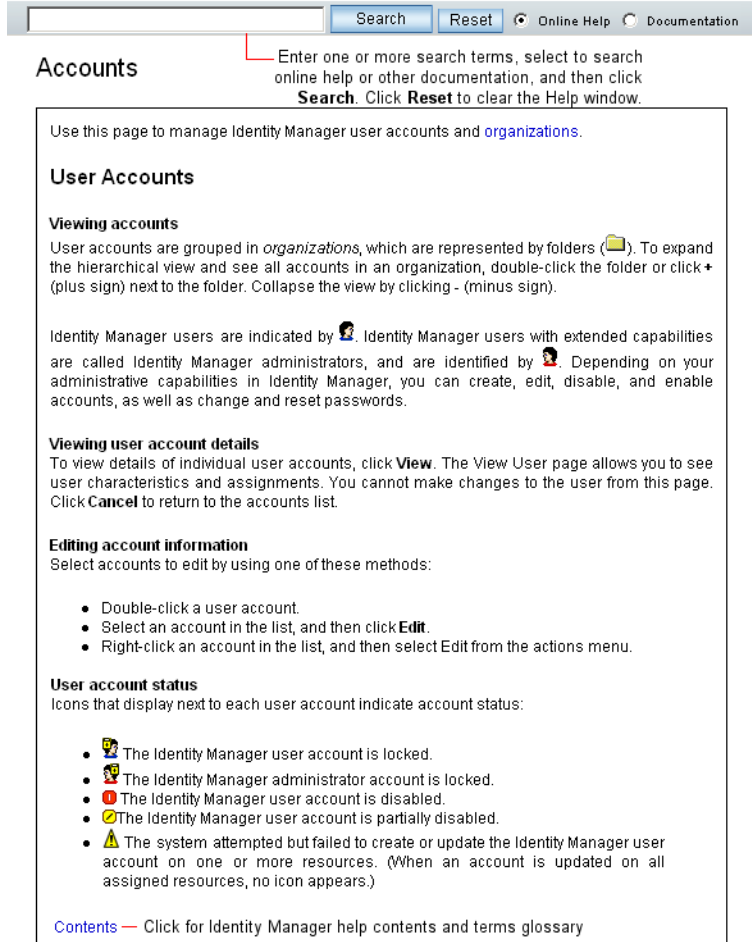 Search Reset Online Help Documentation
Accounts
Enter one or more search terms, select to search
online help or other documentation, and then click
Search. Click Reset to clear the Help window.
Use this page to manage Identity Manager user accounts and organizations.
User Accounts
Viewing accounts
User accounts are grouped in organizations, which are represented by folders ( ). To expand
the hierarchical view and see all accounts in an organization, double-click the folder or click +
(plus sign) next to the folder. Collapse the view by clicking - (minus sign).
Identity Manager users are indicated by . Identity Manager users with extended capabilities
are called Identity Manager administrators, and are identified by . Depending on your
administrative capabilities in Identity Manager, you can create, edit, disable, and enable
accounts, as well as change and reset passwords.
Viewing user account details
To view details of individual user accounts, click View. The View User page allows you to see
user characteristics and assignments. You cannot make changes to the user from this page.
Click Cancel to return to the accounts list.
Editing account information
Select accounts to edit by using one of these methods:
● Double-click a user account.
● Select an account in the list, and then click Edit.
● Right-click an account in the list, and then select Edit from the actions menu.
User account status
Icons that display next to each user account indicate account status:
● The Identity Manager user account is locked.
● The Identity Manager administrator account is locked.
● The Identity Manager user account is disabled.
● The Identity Manager user account is partially disabled.
● The system attempted but failed to create or update the Identity Manager user
account on one or more resources. (When an account is updated on all
assigned resources, no icon appears.)
Contents — Click for Identity Manager help contents and terms glossary